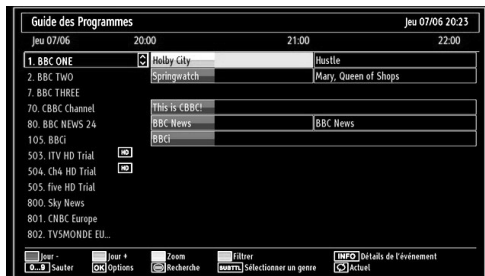 Guide des Programmes Jeu 07/06 20:23
Jeu 07/06 20:00 21:00 22:00
1. BBC ONE Holby City Hustle
2. BBC TWO Springwatch Mary, Queen of Shops
7. BBC THREE
70. CBBC Channel This is CBBC!
80. BBC NEWS 24 BBC News BBC News
105. BBCi BBCi
503. ITV HD Trial HD
504. Ch4 HD Trial HD
505. five HD Trial
800. Sky News
801. CNBC Europe
802. TV5MONDE EU...
Jour - Jour + Zoom Filtrer INFO Détails de l'événement
0...9 Sauter OK Options Recherche SUBTTL Sélectionner un genre Actuel